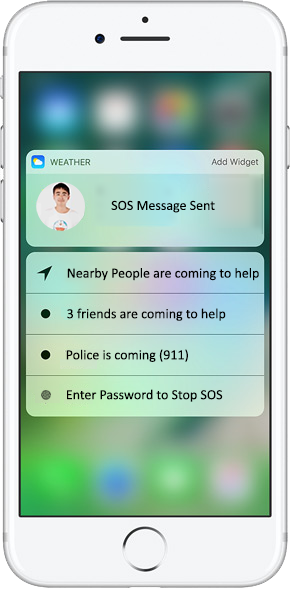 WEATHER Add Widget
SOS Message Sent
Nearby People are coming to help
3 friends are coming to help
Police is coming (911)
Enter Password to Stop SOS